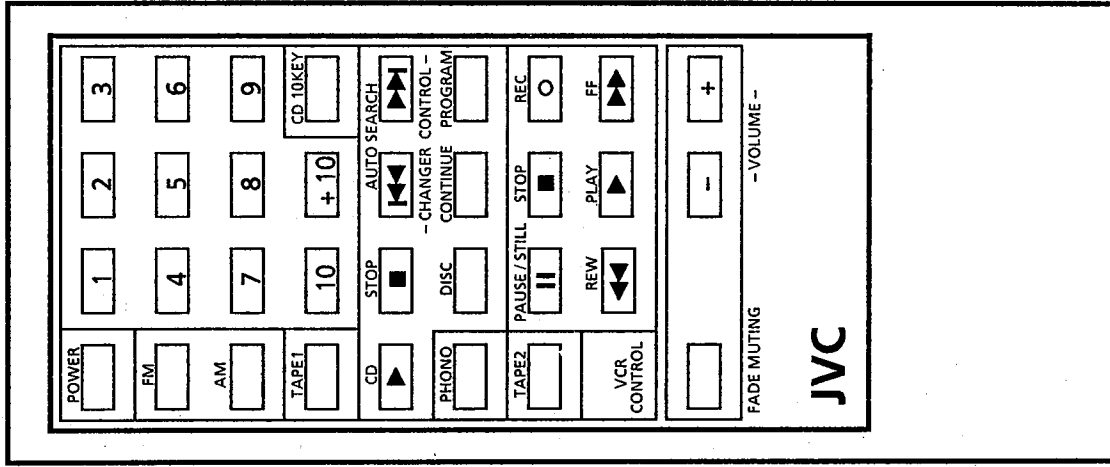 POWER 1 2 3
FM 4 5 6
AM 7 8 9
TAPE1 10 +10 CD 10KEY
CD STOP AUTO SEARCH
– CHANGER CONTROL –
PHONO DISC CONTINUE PROGRAM
TAPE2 PAUSE / STILL STOP REC
REW PLAY FF
VCR
CONTROL
– +
FADE MUTING – VOLUME –
JVC